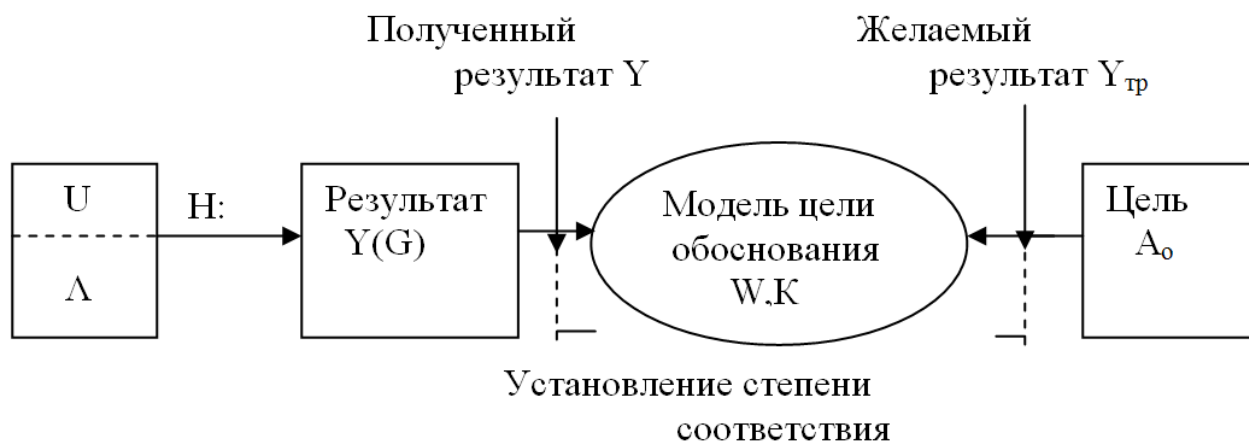 Полученный
результат Y
Желаемый
результат Yтр
U
Λ
H:
Результат
Y(G)
Модель цели
обоснования
W,К
Цель
Aо
Установление степени
соответствия